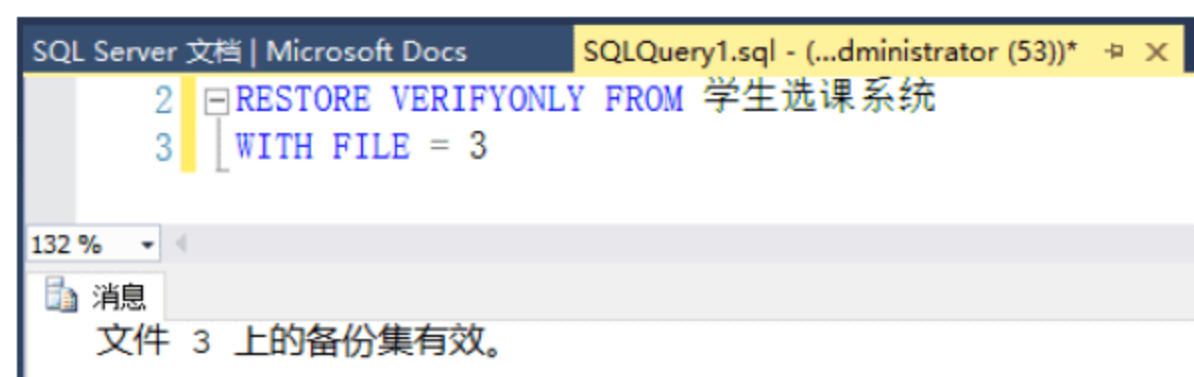 SQL Server 文档 | Microsoft Docs
SQLQuery1.sql - (...dministrator (53))*
2 RESTORE VERIFYONLY FROM 学生选课系统
3 WITH FILE = 3
132 %
消息
文件 3 上的备份集有效。